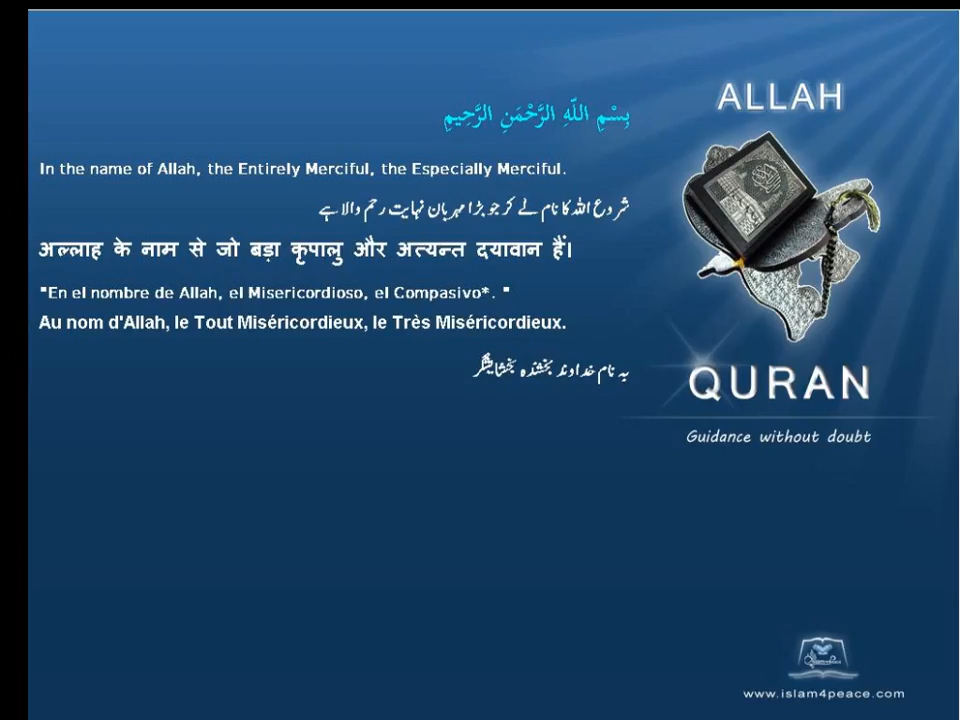 بِسْمِ اللَّهِ الرَّحْمَنِ الرَّحِيمِ
In the name of Allah, the Entirely Merciful, the Especially Merciful.
شروع الله کا نام لے کر جو بڑا مہربان نہایت رحم والا ہے
अल्लाह के नाम से जो बड़ा कृपालु और अत्यन्त दयावान हैं।
"En el nombre de Allah, el Misericordioso, el Compasivo*. "
Au nom d'Allah, le Tout Miséricordieux, le Très Miséricordieux.
به نام خداوند بخشنده بخشایشگر
ALLAH
QURAN
Guidance without doubt
www.islam4peace.com